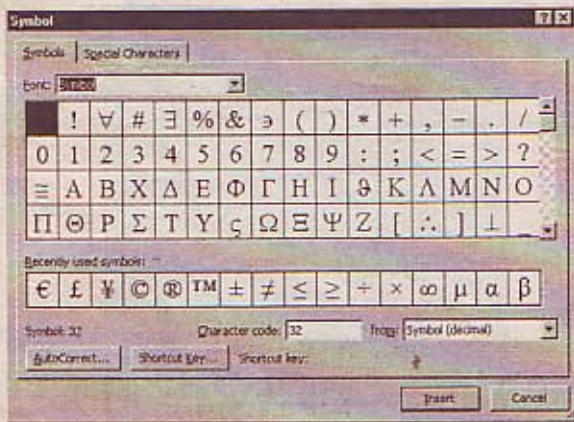 Symbol
Symbols Special Characters
Font: Symbol
! ∀ # ∃ % & ϶ ( ) * + , − . /
0 1 2 3 4 5 6 7 8 9 : ; < = > ?
≅ Α Β Χ Δ Ε Φ Γ Η Ι ϑ Κ Λ Μ Ν Ο
Π Θ Ρ Σ Τ Υ ς Ω Ξ Ψ Ζ [ ∴ ] ⊥ _
Recently used symbols:
€ £ ¥ © ® ™ ± ≠ ≤ ≥ ÷ × ∞ µ α β
Symbol: 32 Character code: 32 from: Symbol (decimal)
AutoCorrect... Shortcut Key... Shortcut key:
Insert Cancel